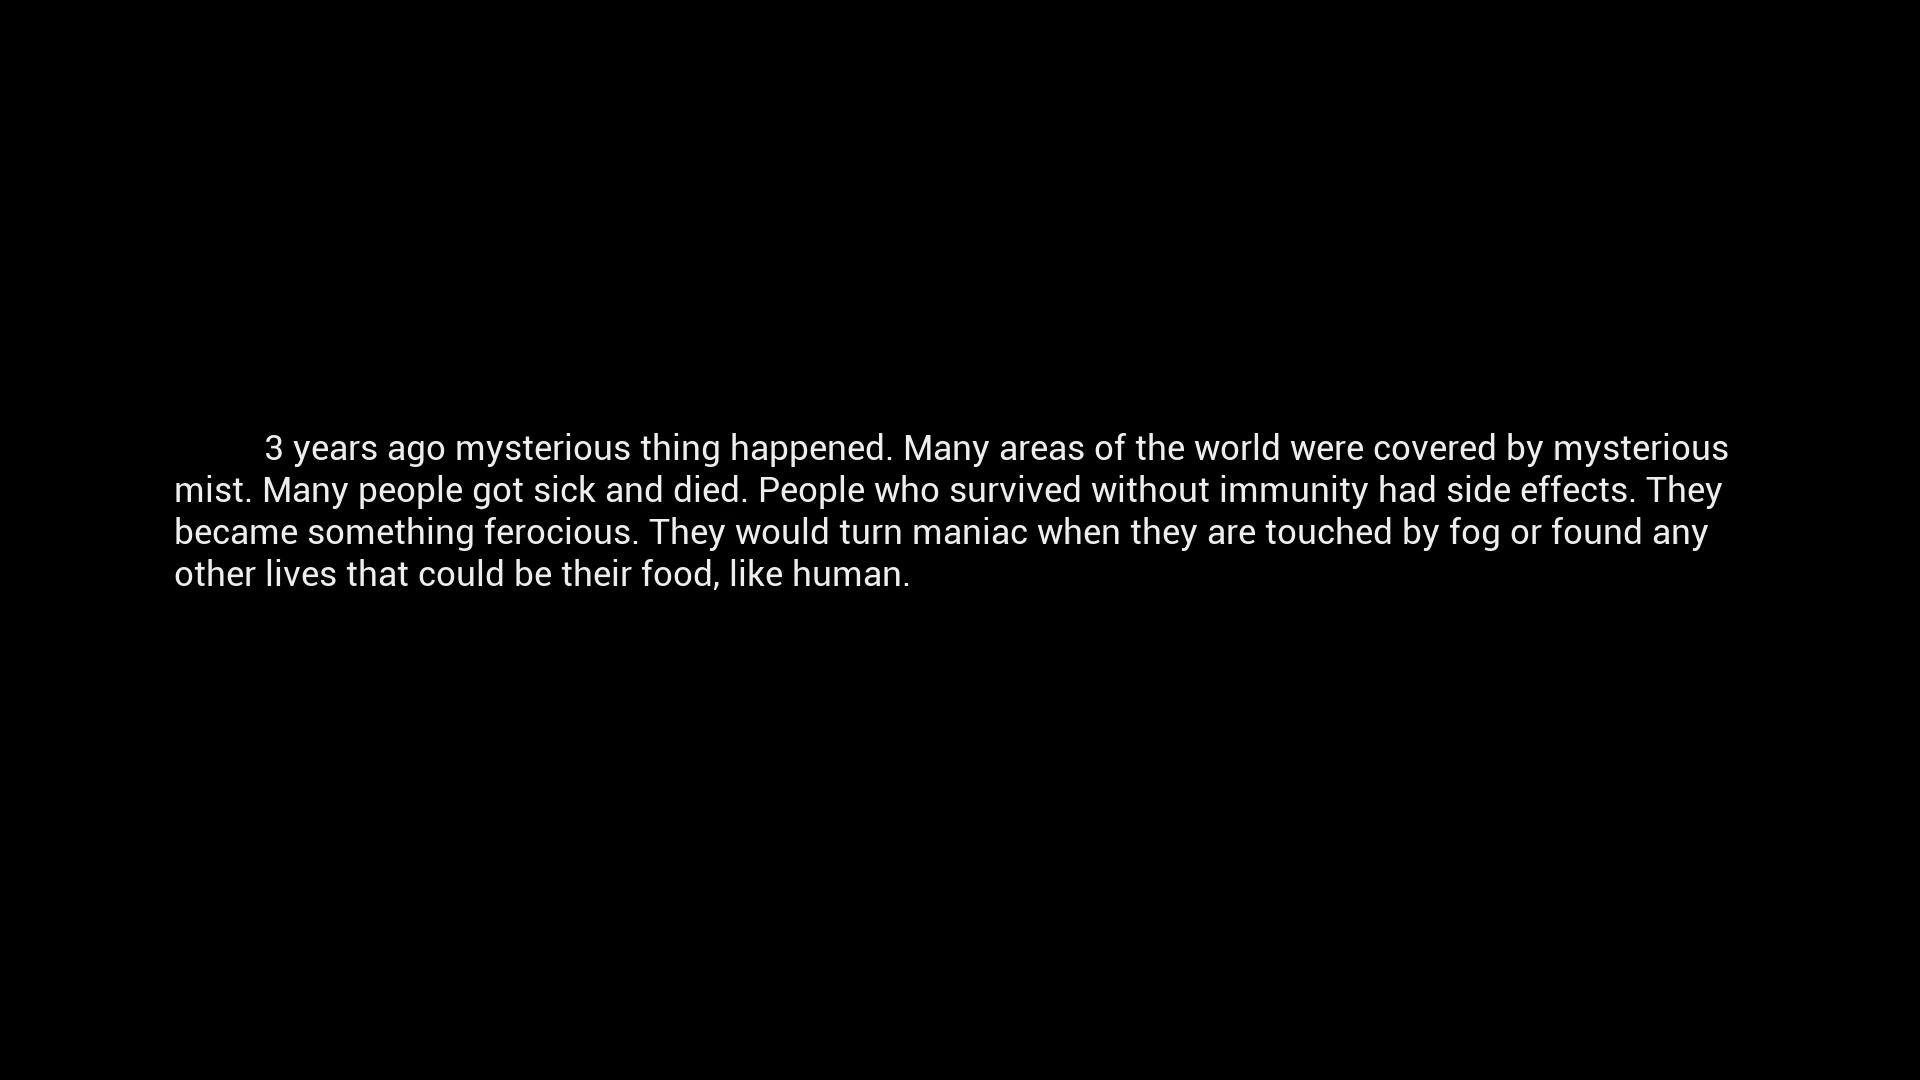 3 years ago mysterious thing happened. Many areas of the world were covered by mysterious
mist. Many people got sick and died. People who survived without immunity had side effects. They
became something ferocious. They would turn maniac when they are touched by fog or found any
other lives that could be their food, like human.